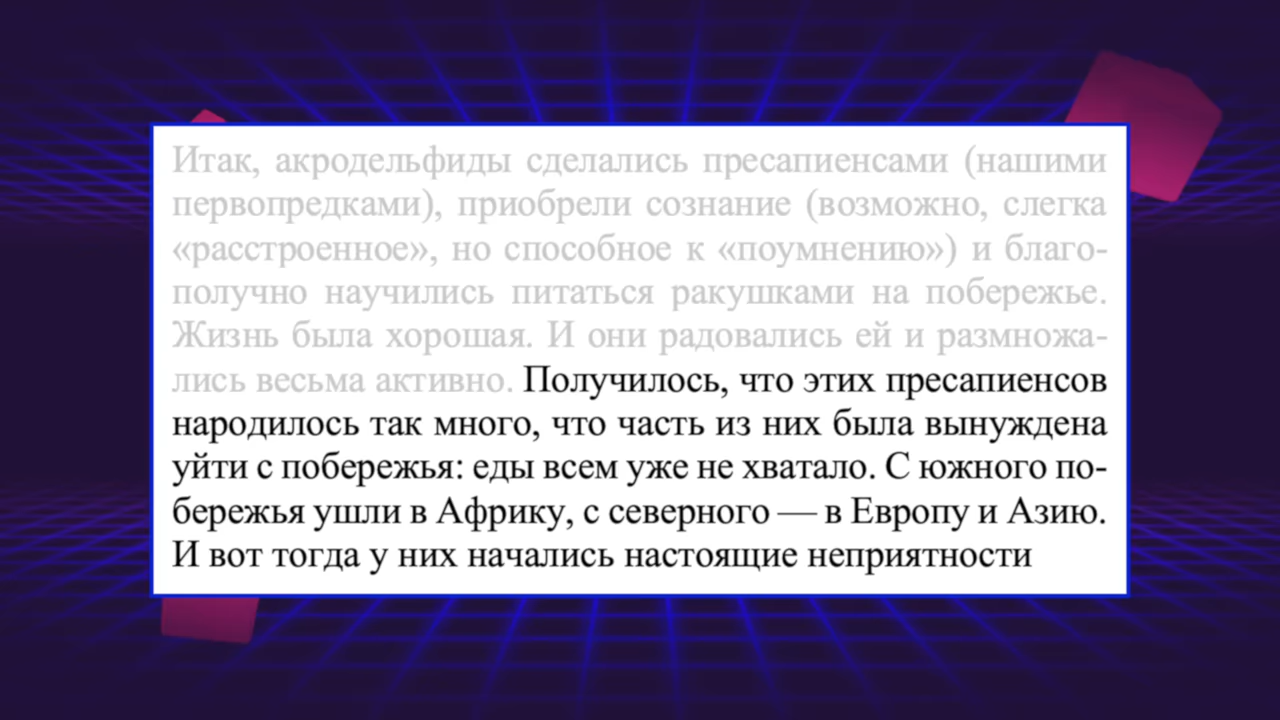 Итак, акродельфиды сделались пресапиенсами (нашими
первопредками), приобрели сознание (возможно, слегка
«расстроенное», но способное к «поумнению») и благо-
получно научились питаться ракушками на побережье.
Жизнь была хорошая. И они радовались ей и размножа-
лись весьма активно. Получилось, что этих пресапиенсов
народилось так много, что часть из них была вынуждена
уйти с побережья: еды всем уже не хватало. С южного по-
бережья ушли в Африку, с северного — в Европу и Азию.
И вот тогда у них начались настоящие неприятности